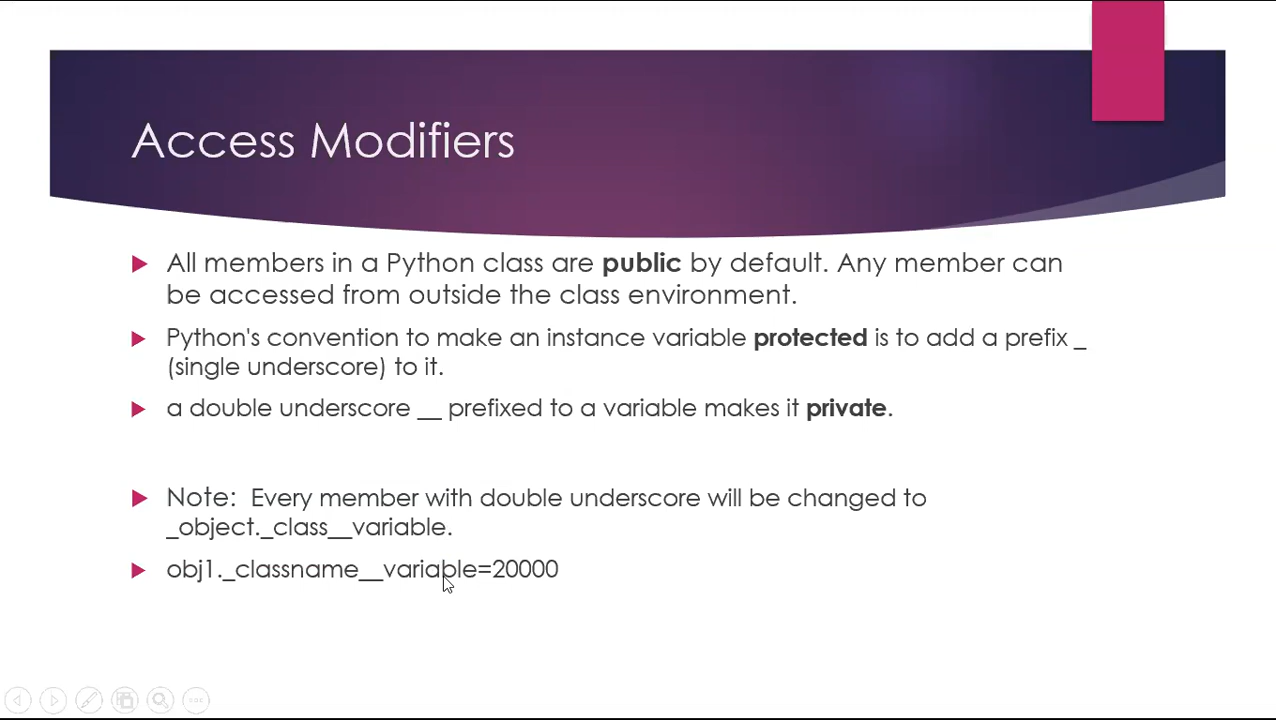 Access Modifiers
All members in a Python class are public by default. Any member can
be accessed from outside the class environment.
Python's convention to make an instance variable protected is to add a prefix _
(single underscore) to it.
a double underscore __ prefixed to a variable makes it private.
Note:  Every member with double underscore will be changed to
_object._class__variable.
obj1._classname__variable=20000